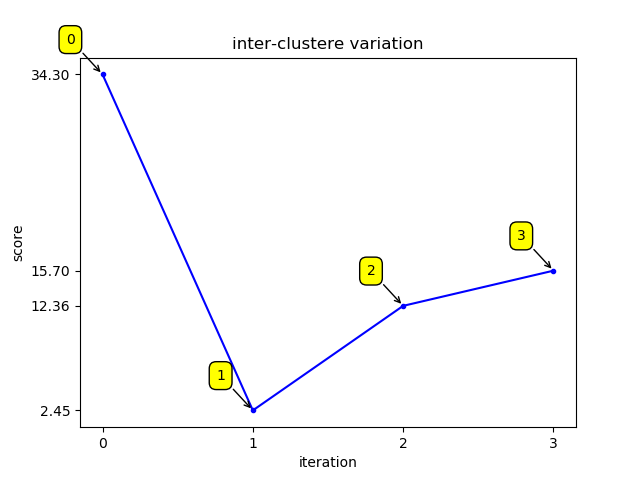 0
inter-clustere variation
34.30
3
15.70
2
12.36
1
2.45
score
0 1 2 3
iteration